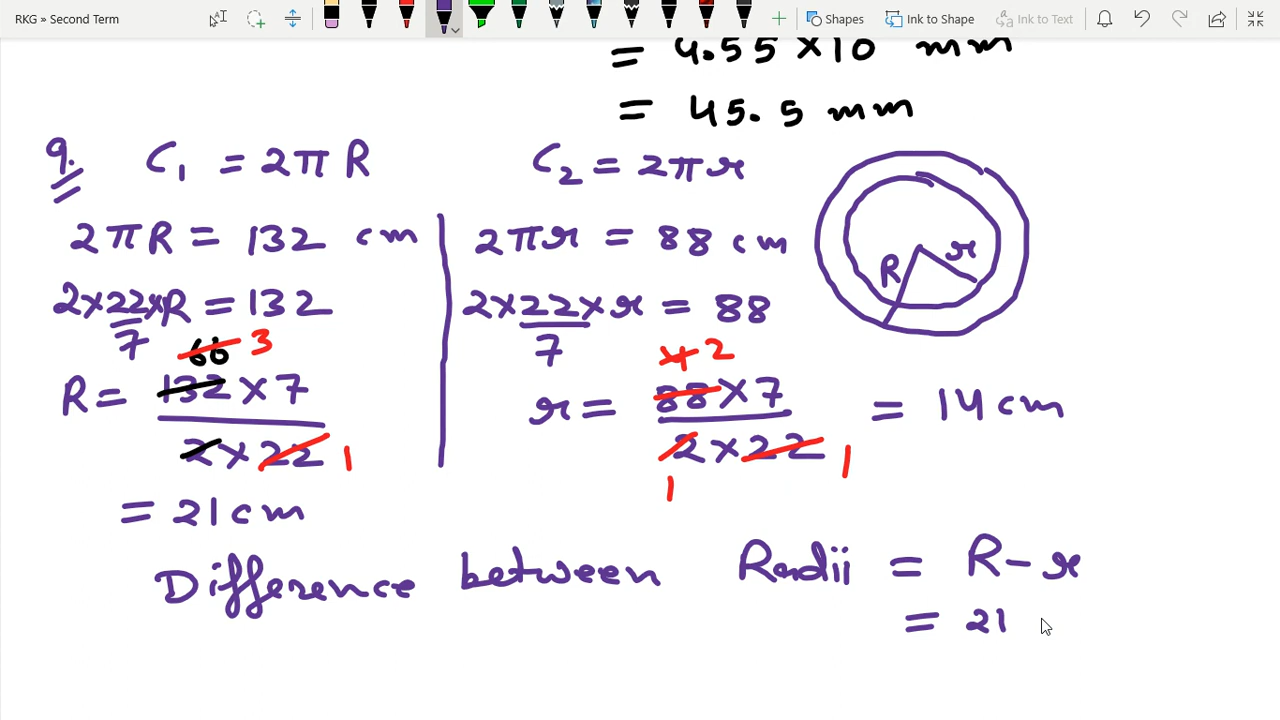 RKG » Second Term
Shapes
Ink to Shape
Ink to Text
= 4.55 × 10 mm
= 45.5 mm
9. C₁ = 2πR
C₂ = 2πr
2πR = 132 cm
2 × 22/7 × R = 132
66 3
R = 132 × 7 / 2 × 22 1
= 21 cm
2πr = 88 cm
2 × 22/7 × r = 88
4 2
r = 88 × 7 / 2 × 22 = 14 cm
1 1
R r
Difference between Radii = R - r
= 21